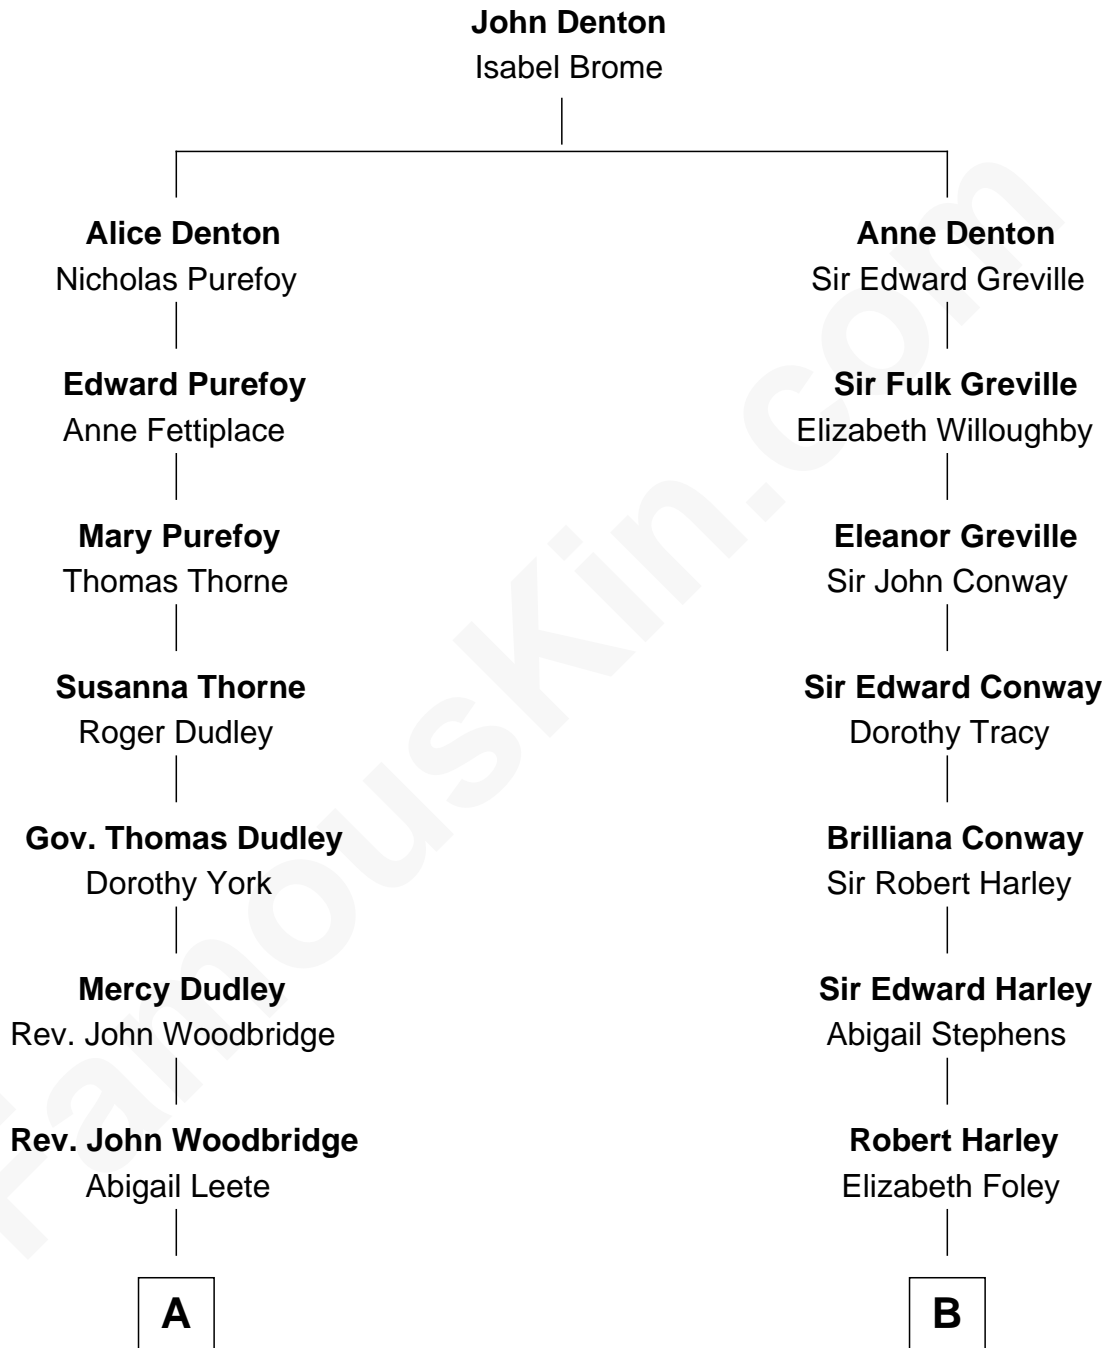 John Denton
Isabel Brome
Alice Denton
Nicholas Purefoy
Edward Purefoy
Anne Fettiplace
Mary Purefoy
Thomas Thorne
Susanna Thorne
Roger Dudley
Gov. Thomas Dudley
Dorothy York
Mercy Dudley
Rev. John Woodbridge
Rev. John Woodbridge
Abigail Leete
A
Anne Denton
Sir Edward Greville
Sir Fulk Greville
Elizabeth Willoughby
Eleanor Greville
Sir John Conway
Sir Edward Conway
Dorothy Tracy
Brilliana Conway
Sir Robert Harley
Sir Edward Harley
Abigail Stephens
Robert Harley
Elizabeth Foley
B
FamousKin.com